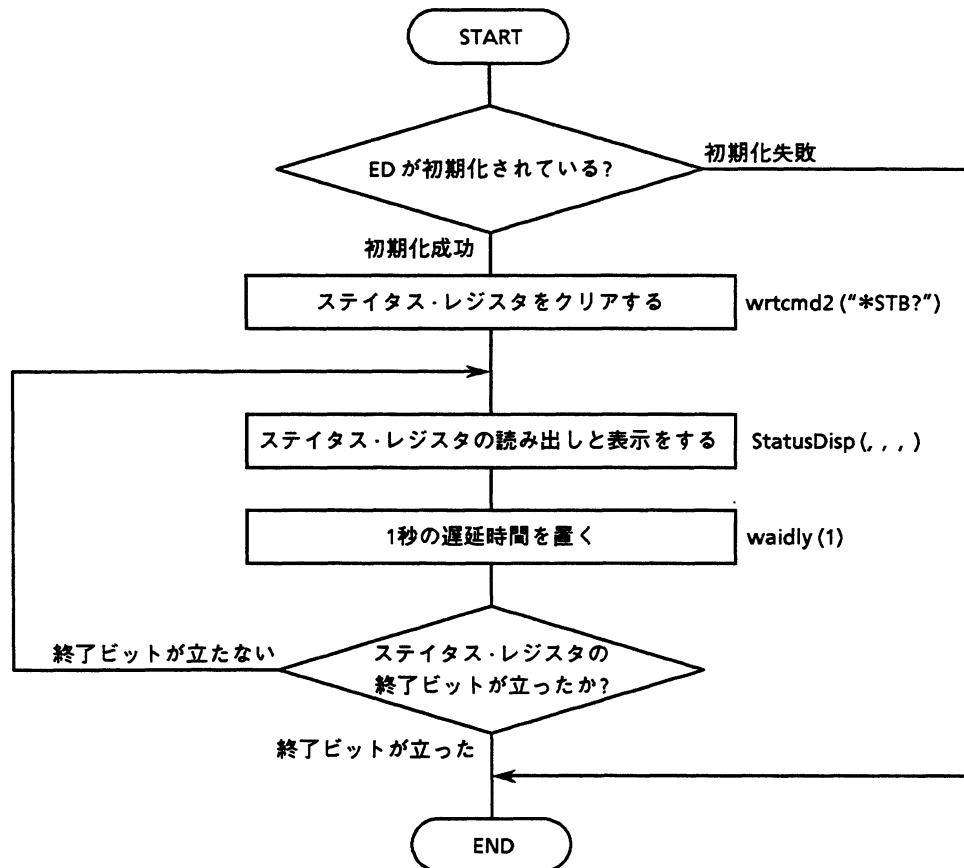 START
EDが初期化されている?
初期化失敗
初期化成功
ステイタス・レジスタをクリアする
wrtcmd2 (“*STB?”)
ステイタス・レジスタの読み出しと表示をする
StatusDisp (, , , )
1秒の遅延時間を置く
waidly (1)
終了ビットが立たない
ステイタス・レジスタの
終了ビットが立ったか?
終了ビットが立った
END